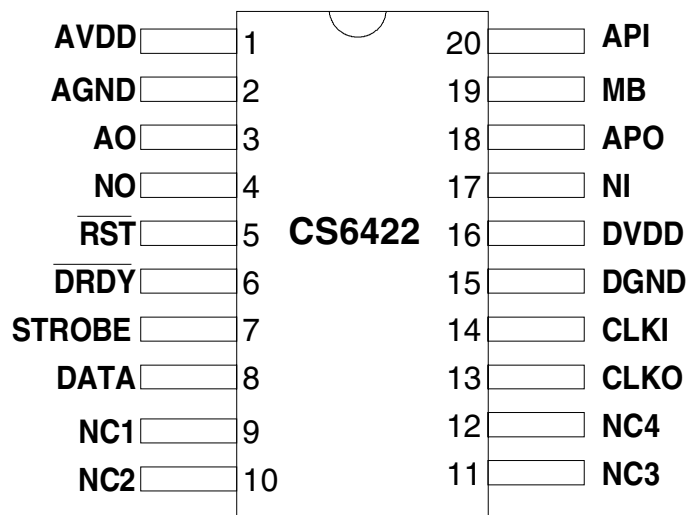 AVDD 1 20 API
AGND 2 19 MB
AO 3 18 APO
NO 4 17 NI
R̅S̅T̅ 5 CS6422 16 DVDD
D̅R̅D̅Y̅ 6 15 DGND
STROBE 7 14 CLKI
DATA 8 13 CLKO
NC1 9 12 NC4
NC2 10 11 NC3